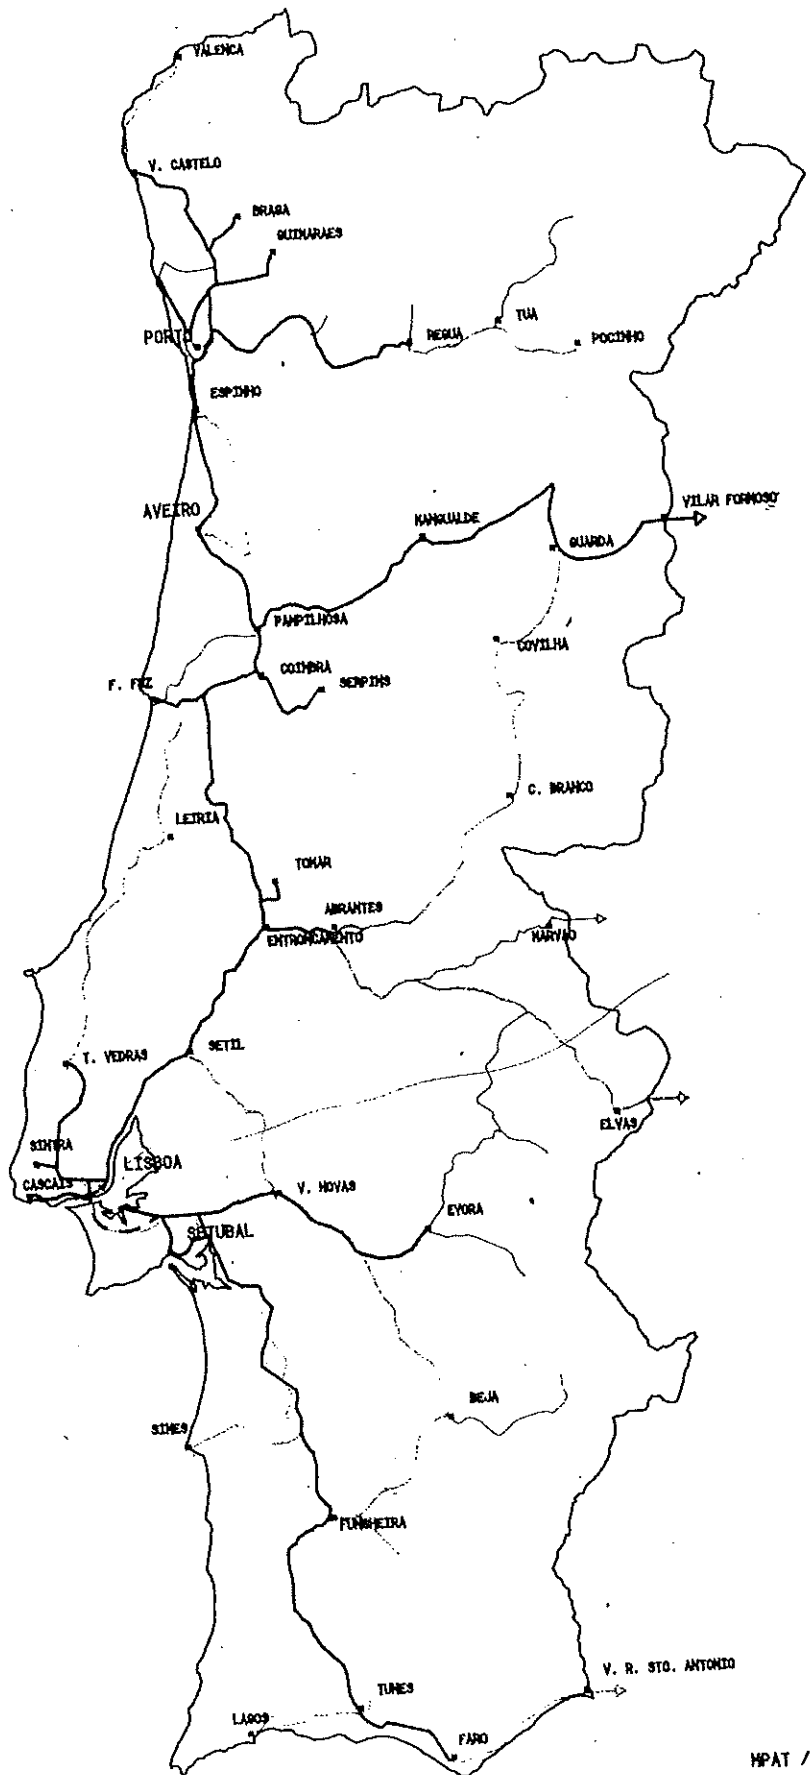 VALENCA
V. CASTELO
BRAGA
GUIMARAES
TUA
REGUA
POCINHO
PORTO
ESPINHO
VILAR FORMOSO
AVEIRO
MANGUALDE
GUARDA
PAMPILHOSA
COVILHA
COIMBRA
F. FOZ
SERPINS
C. BRANCO
LEIRIA
TOMAR
ABRANTES
ENTRONCAMENTO
MARVAO
SETIL
T. VEDRAS
ELVAS
SINTRA
LISBOA
CASCAIS
V. NOVAS
EVORA
SETUBAL
BEJA
SINES
FUNCHEIRA
V. R. STO. ANTONIO
TUNES
LAGOS
FARO
MPAT /